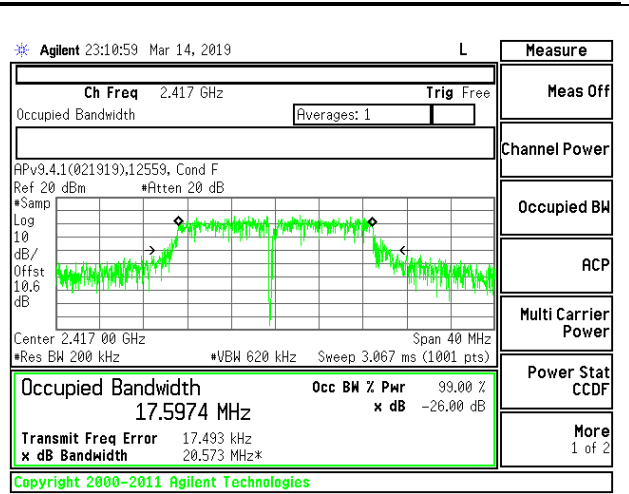 Agilent 23:10:59 Mar 14, 2019 L
Measure
Ch Freq 2.417 GHz Trig Free
Occupied Bandwidth Averages: 1
APv9.4.1(021919),12559, Cond F
Ref 20 dBm #Atten 20 dB
#Samp
Log
10
dB/
Offst
10.6
dB
Center 2.417 00 GHz Span 40 MHz
#Res BW 200 kHz #VBW 620 kHz Sweep 3.067 ms (1001 pts)
Occupied Bandwidth Occ BW % Pwr 99.00 %
17.5974 MHz x dB -26.00 dB
Transmit Freq Error 17.493 kHz
x dB Bandwidth 20.573 MHz*
Copyright 2000-2011 Agilent Technologies
Meas Off
Channel Power
Occupied BW
ACP
Multi Carrier
Power
Power Stat
CCDF
More
1 of 2